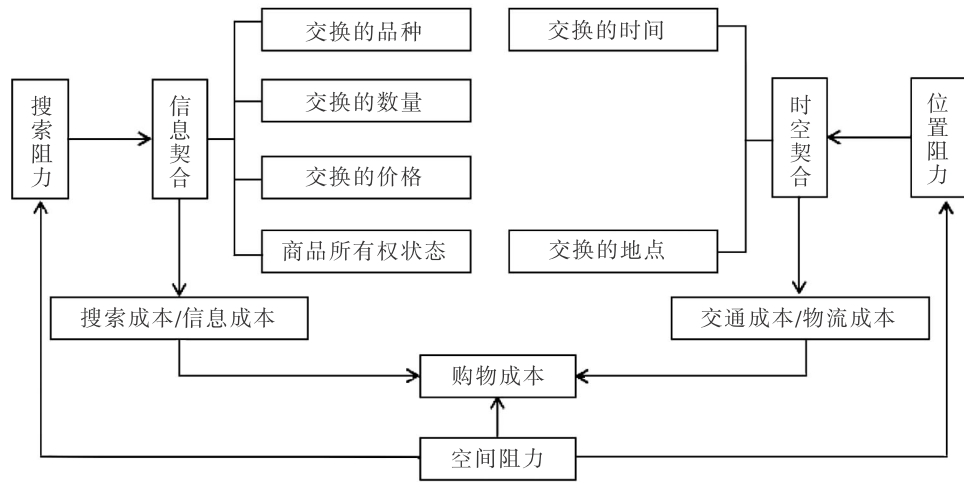 交换的品种
交换的时间
搜索阻力
信息契合
交换的数量
时空契合
位置阻力
交换的价格
商品所有权状态
交换的地点
搜索成本/信息成本
交通成本/物流成本
购物成本
空间阻力